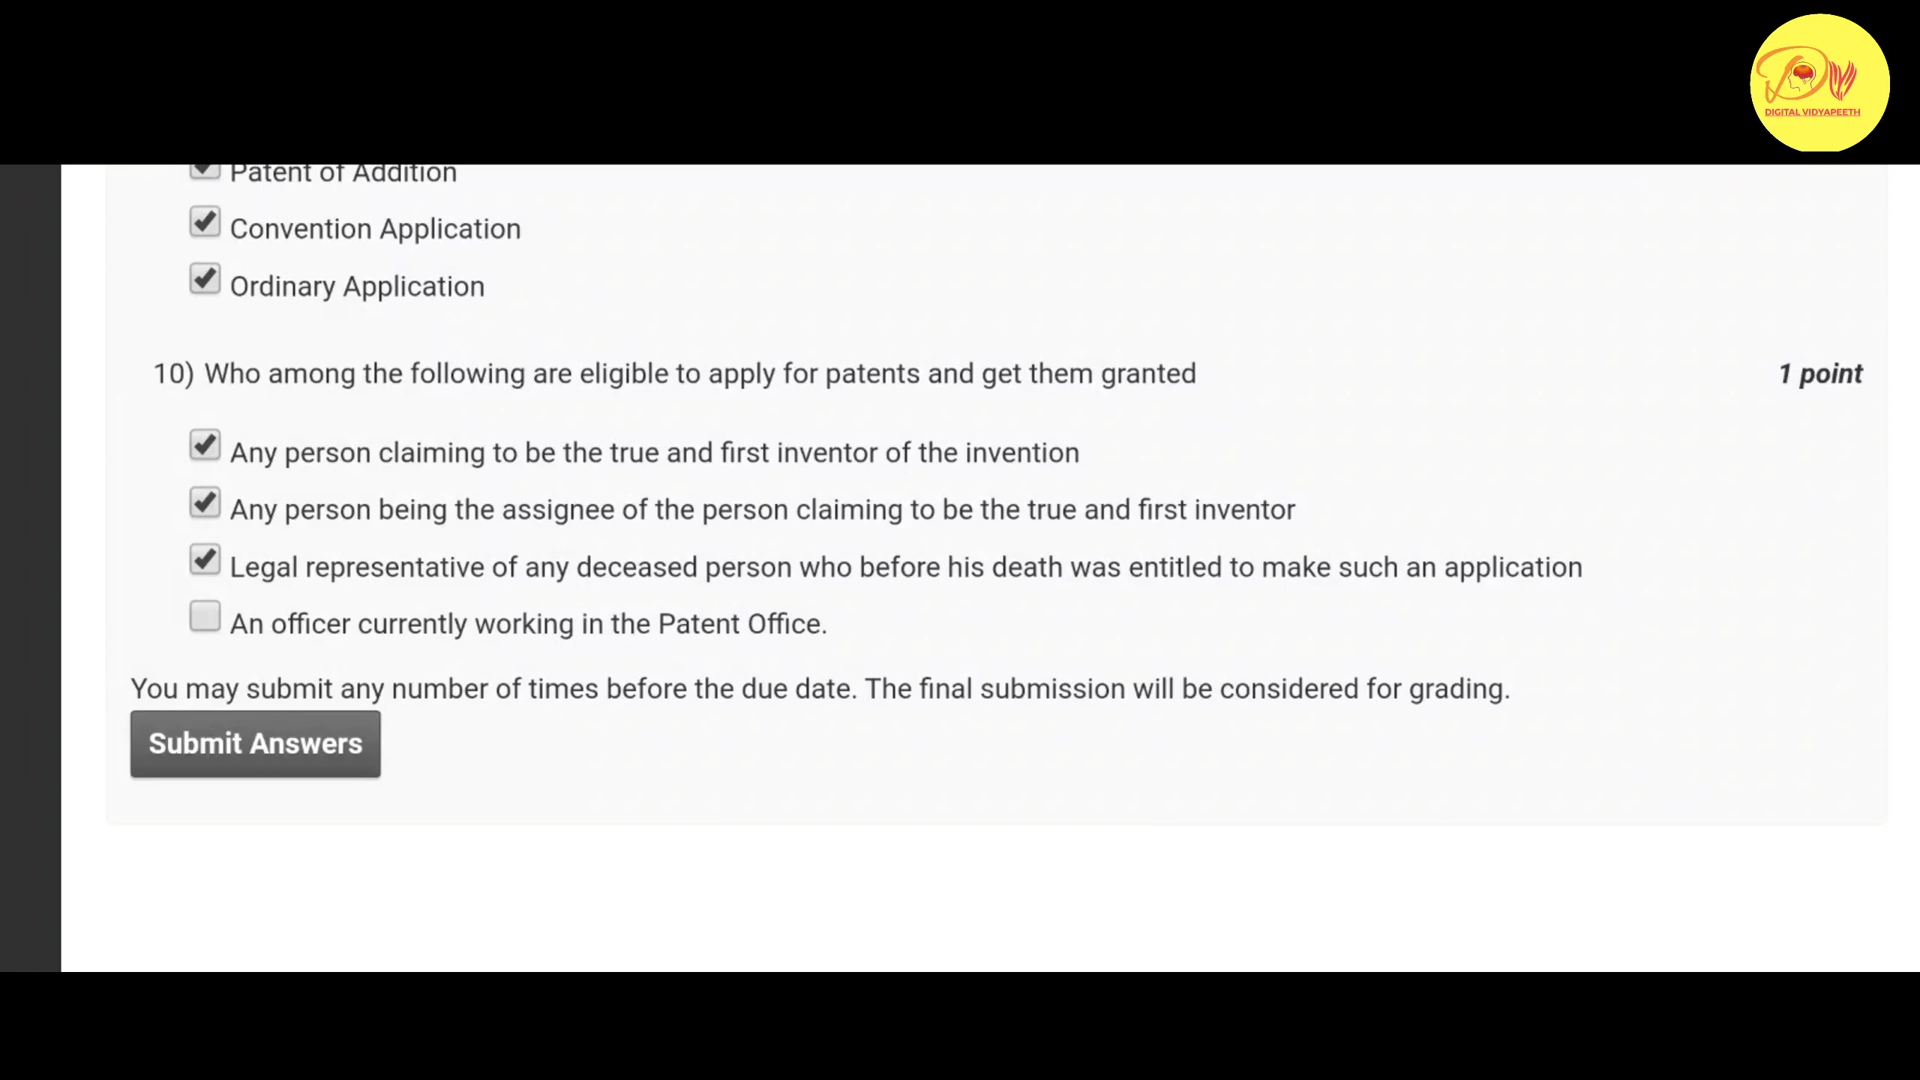 DIGITAL VIDYAPEETH
Patent of Addition
Convention Application
Ordinary Application
10) Who among the following are eligible to apply for patents and get them granted 1 point
Any person claiming to be the true and first inventor of the invention
Any person being the assignee of the person claiming to be the true and first inventor
Legal representative of any deceased person who before his death was entitled to make such an application
An officer currently working in the Patent Office.
You may submit any number of times before the due date. The final submission will be considered for grading.
Submit Answers